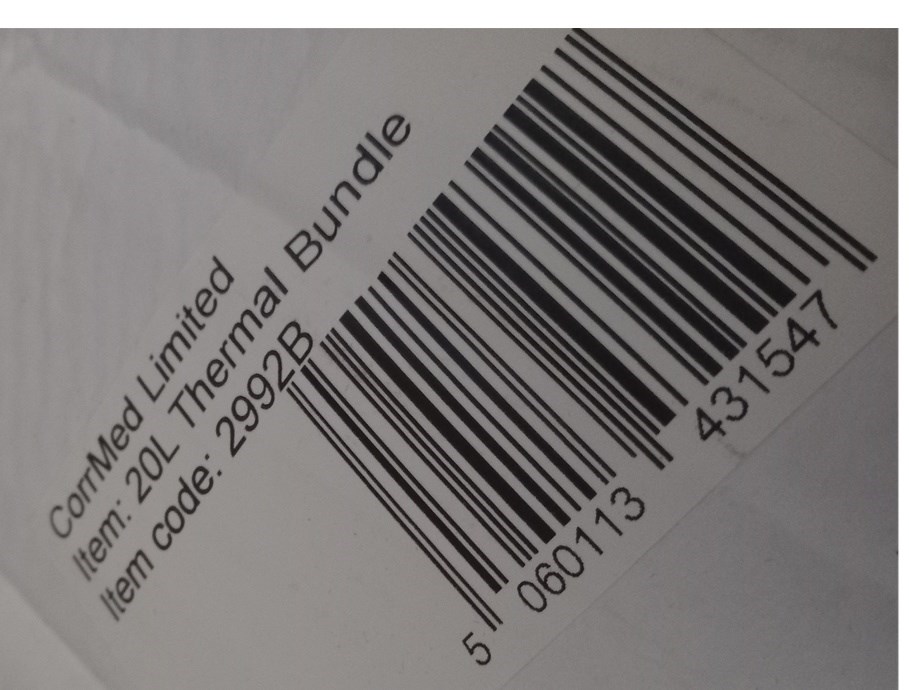 CorrMed Limited
Item: 20L Thermal Bundle
Item code: 2992B
5 060113 431547